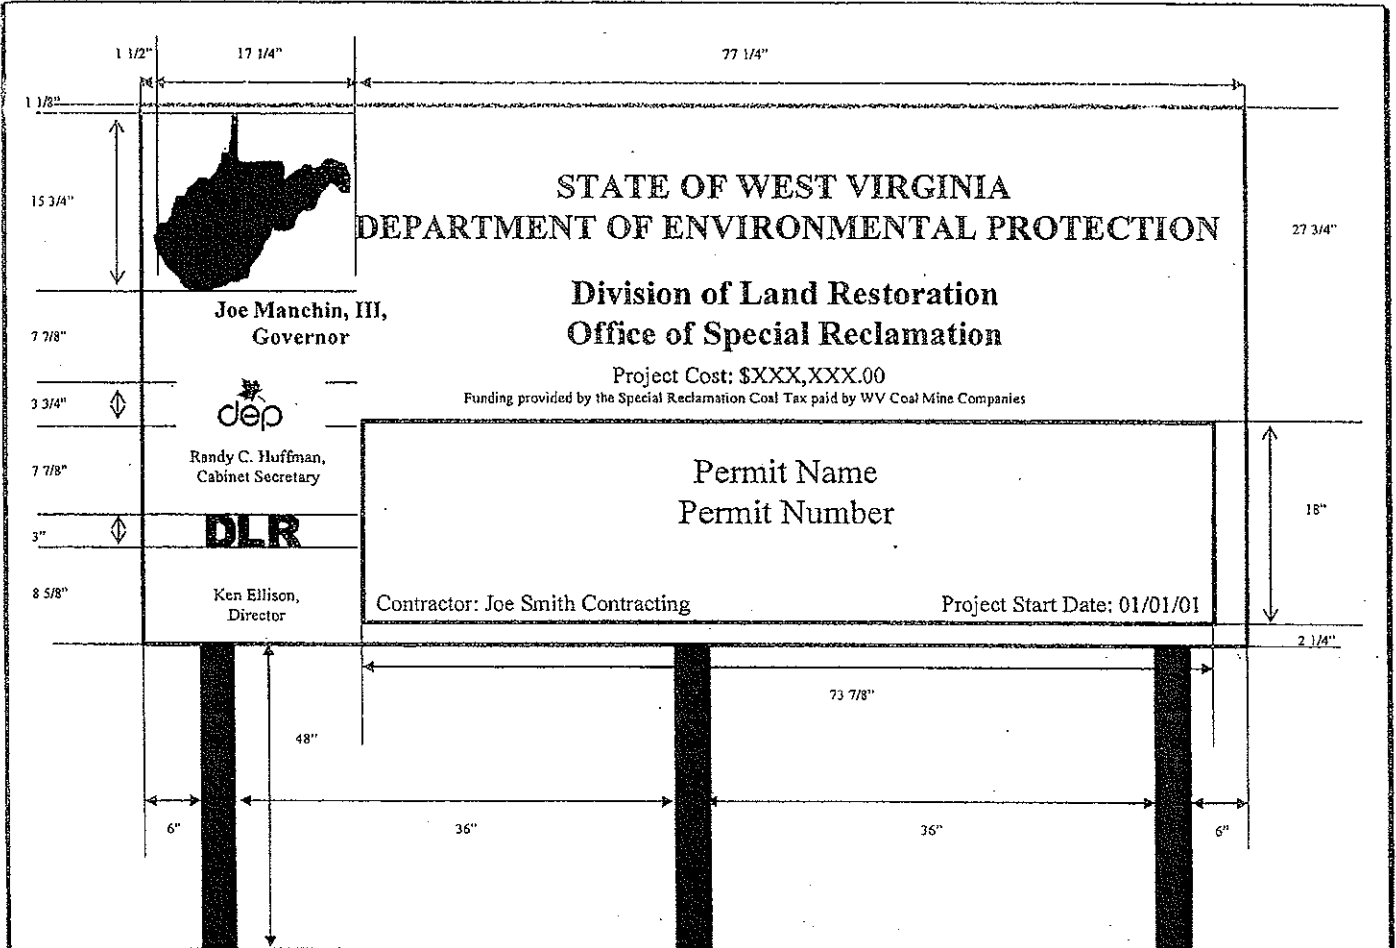 1 1/2" 17 1/4" 77 1/4"
1 1/8"
15 3/4"
STATE OF WEST VIRGINIA
DEPARTMENT OF ENVIRONMENTAL PROTECTION
27 3/4"
Division of Land Restoration
Office of Special Reclamation
Joe Manchin, III,
Governor
7 7/8"
Project Cost: $XXX,XXX.00
Funding provided by the Special Reclamation Coal Tax paid by WV Coal Mine Companies
3 3/4"
dep
Randy C. Huffman,
Cabinet Secretary
7 7/8"
Permit Name
Permit Number
18"
DLR
3"
8 5/8"
Ken Ellison,
Director
Contractor: Joe Smith Contracting Project Start Date: 01/01/01
2 1/4"
73 7/8"
48"
6" 36" 36" 6"